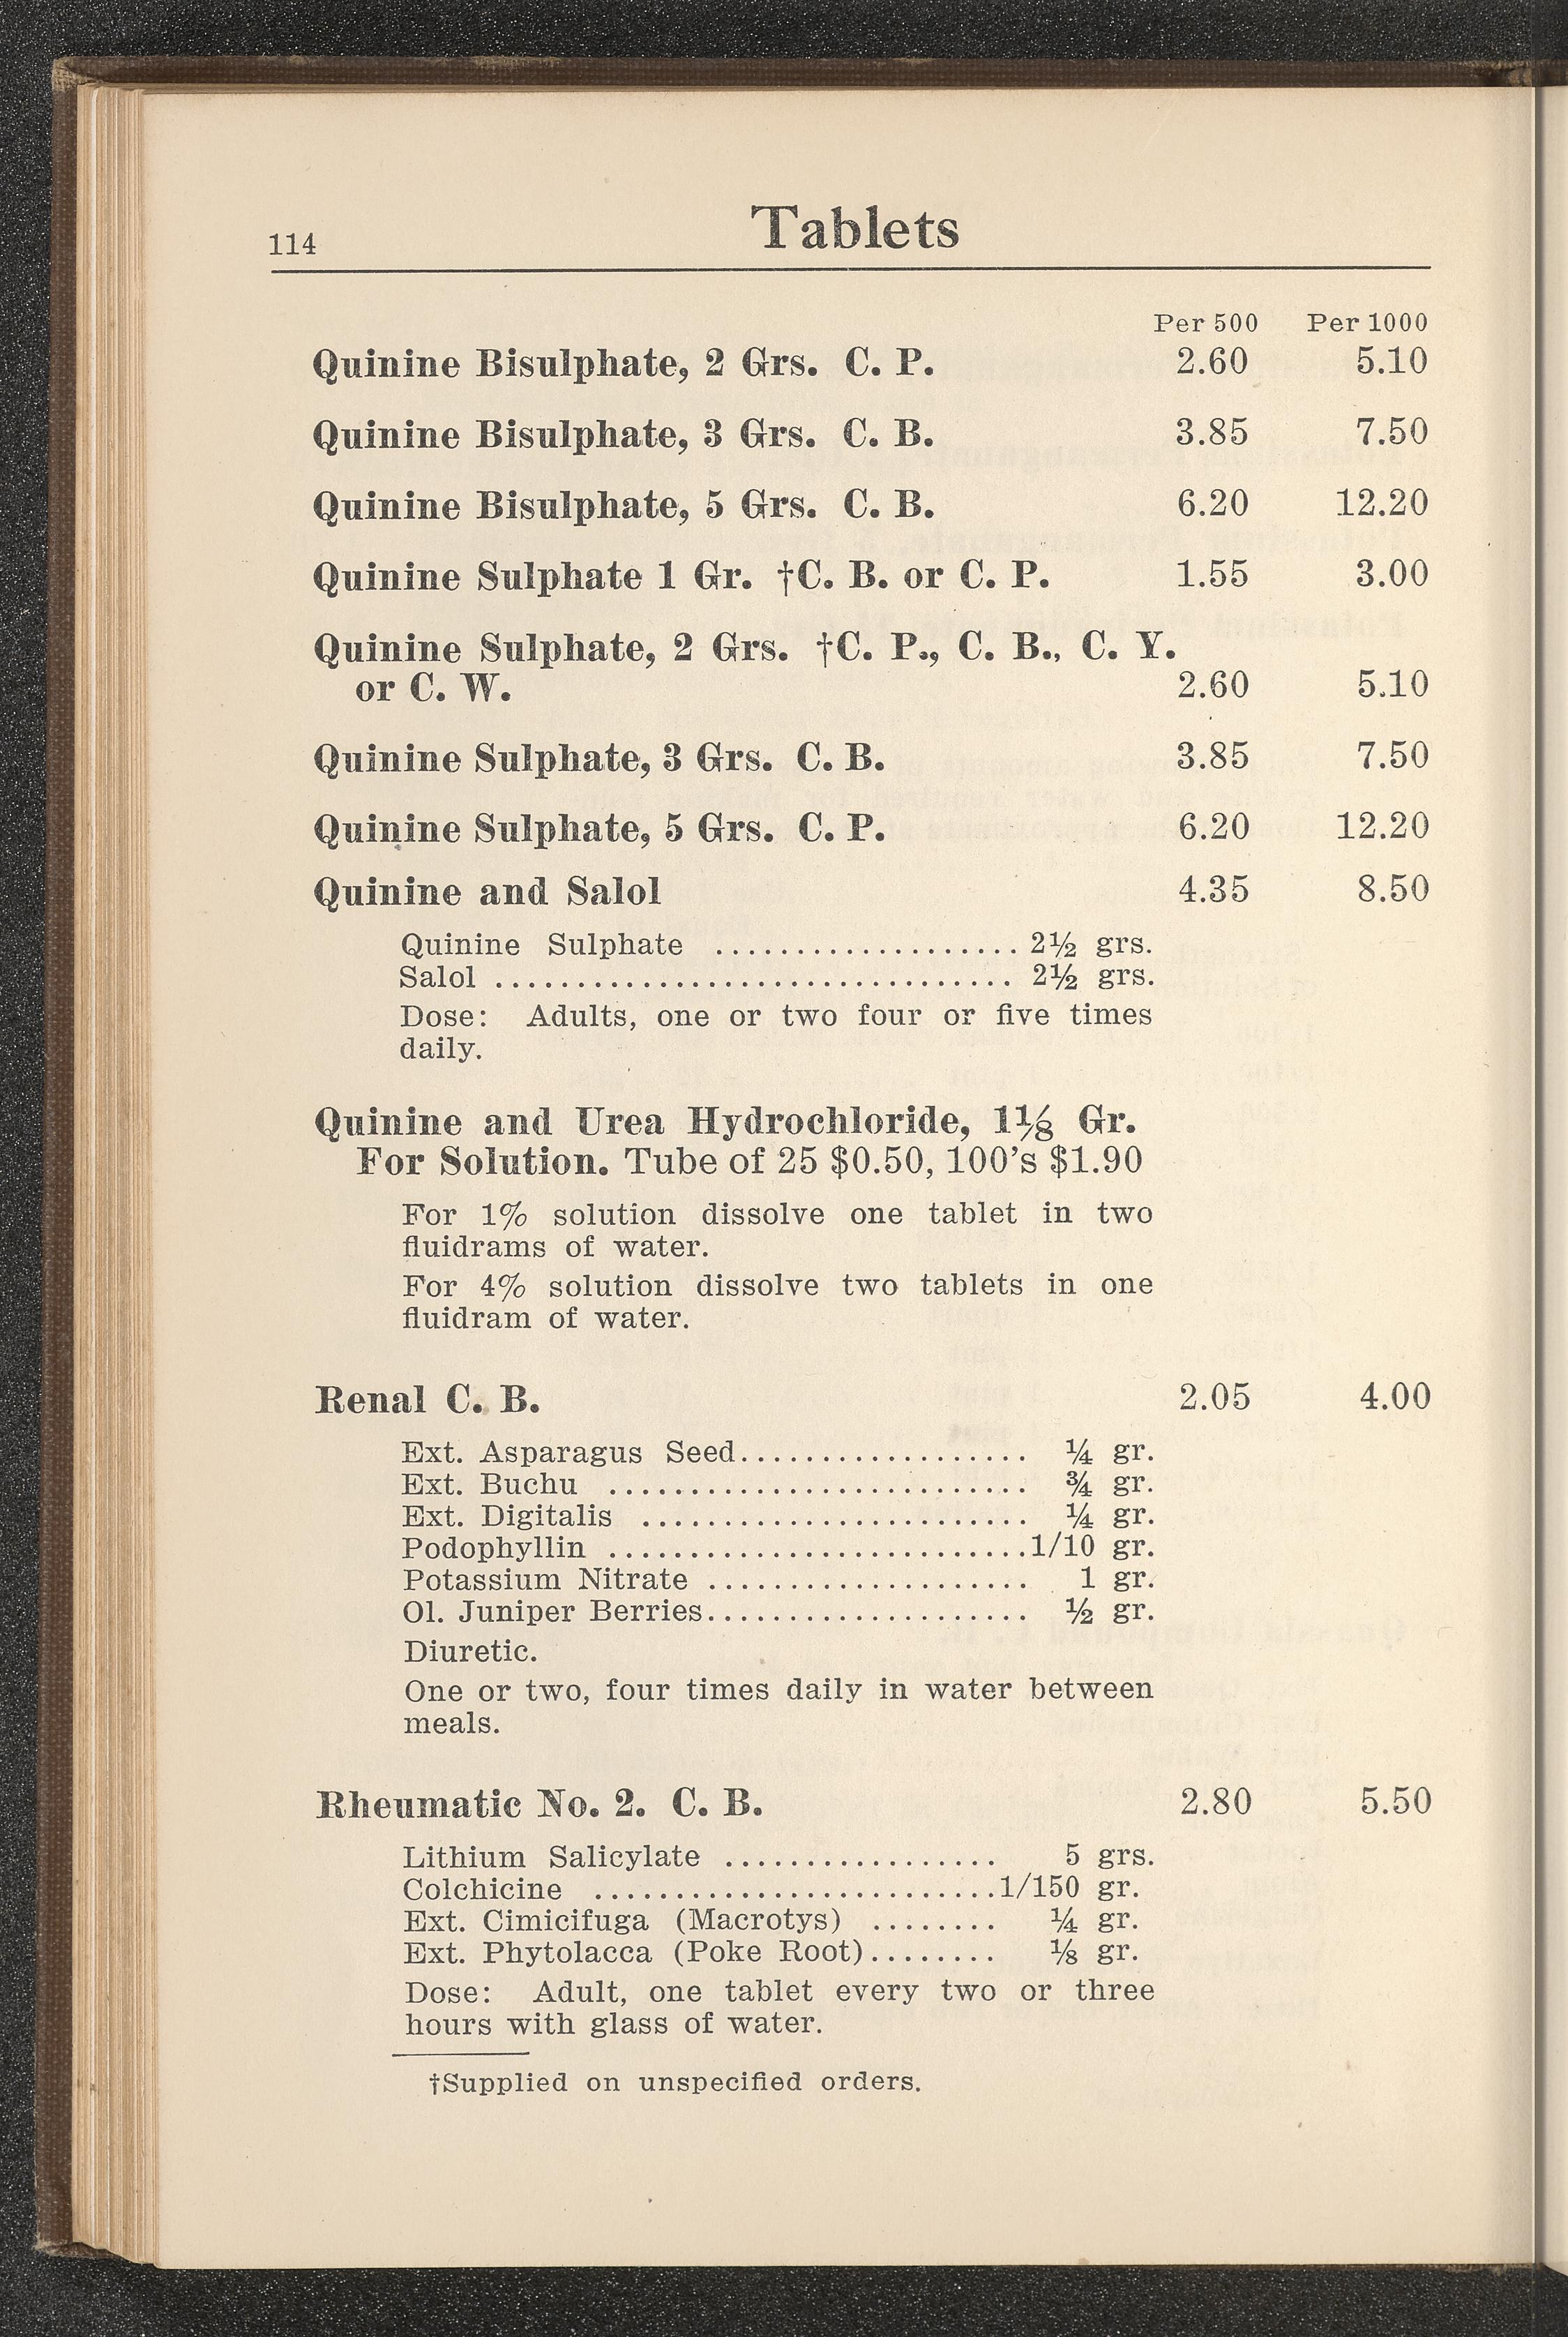 114
Tablets
Per 500 Per 1000
Quinine Bisulphate, 2 Grs. C. P. 2.60 5.10
Quinine Bisulphate, 3 Grs. C. B. 3.85 7.50
Quinine Bisulphate, 5 Grs. C. B. 6.20 12.20
Quinine Sulphate 1 Gr. †C. B. or C. P. 1.55 3.00
Quinine Sulphate, 2 Grs. †C. P., C. B., C. Y.
or C. W. 2.60 5.10
Quinine Sulphate, 3 Grs. C. B. 3.85 7.50
Quinine Sulphate, 5 Grs. C. P. 6.20 12.20
Quinine and Salol 4.35 8.50
Quinine Sulphate ................... 2½ grs.
Salol ................................ 2½ grs.
Dose: Adults, one or two four or five times
daily.
Quinine and Urea Hydrochloride, 1⅛ Gr.
For Solution. Tube of 25 $0.50, 100's $1.90
For 1% solution dissolve one tablet in two
fluidrams of water.
For 4% solution dissolve two tablets in one
fluidram of water.
Renal C. B. 2.05 4.00
Ext. Asparagus Seed.................. ¼ gr.
Ext. Buchu .......................... ¾ gr.
Ext. Digitalis ........................ ¼ gr.
Podophyllin ..........................1/10 gr.
Potassium Nitrate .................... 1 gr.
Ol. Juniper Berries.................... ½ gr.
Diuretic.
One or two, four times daily in water between
meals.
Rheumatic No. 2. C. B. 2.80 5.50
Lithium Salicylate ................. 5 grs.
Colchicine .........................1/150 gr.
Ext. Cimicifuga (Macrotys) ........ ¼ gr.
Ext. Phytolacca (Poke Root)........ ⅛ gr.
Dose: Adult, one tablet every two or three
hours with glass of water.
†Supplied on unspecified orders.